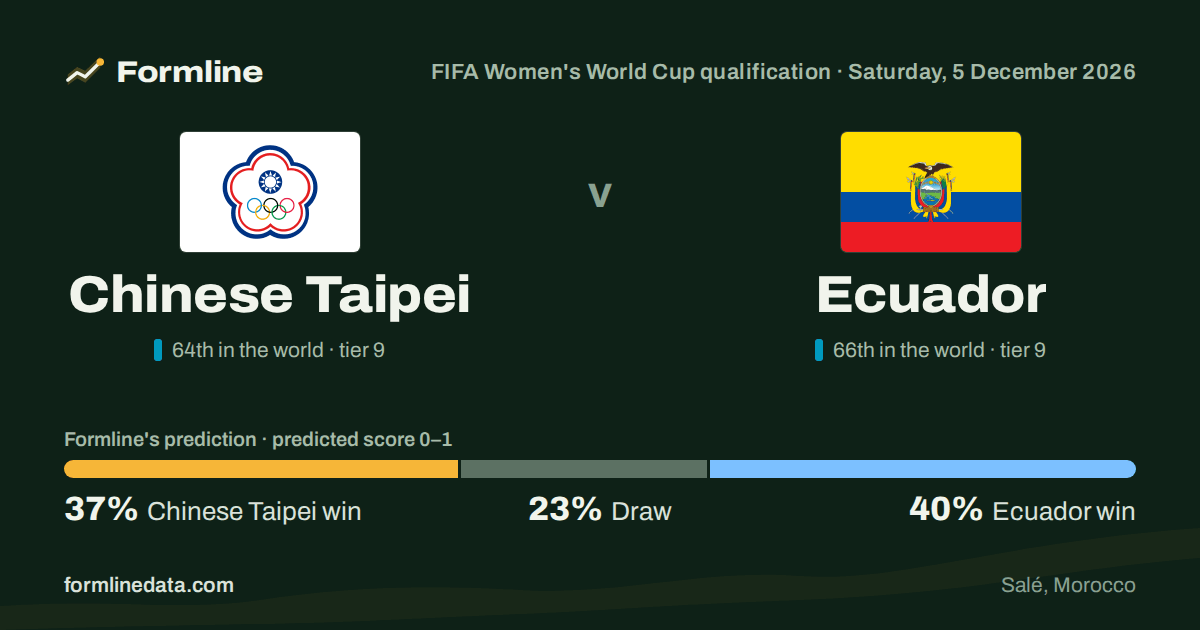 Formline
FIFA Women's World Cup qualification · Saturday, 5 December 2026
v
Chinese Taipei
Ecuador
64th in the world · tier 9
66th in the world · tier 9
Formline's prediction · predicted score 0–1
37% Chinese Taipei win
23% Draw
40% Ecuador win
formlinedata.com
Salé, Morocco